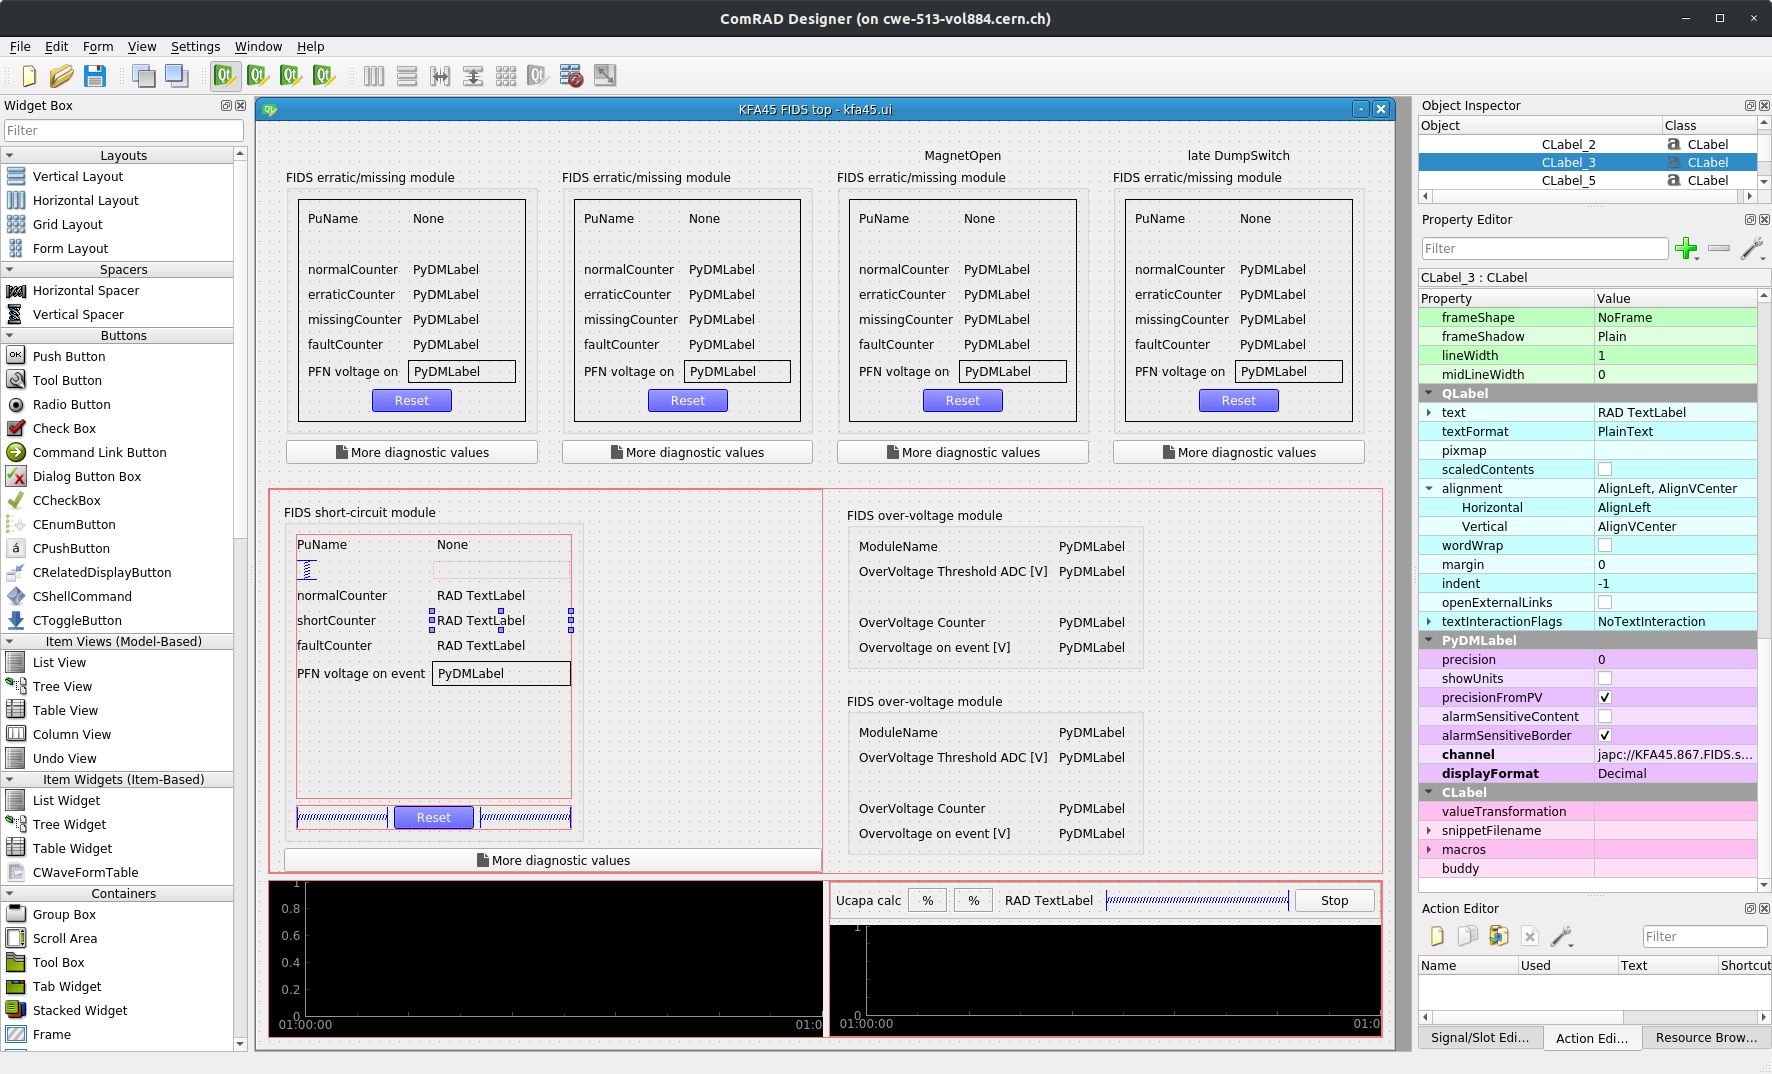 ComRAD Designer (on cwe-513-vol884.cern.ch)
File Edit Form View Settings Window Help
Widget Box
Filter
Layouts
Vertical Layout
Horizontal Layout
Grid Layout
Form Layout
Spacers
Horizontal Spacer
Vertical Spacer
Buttons
Push Button
Tool Button
Radio Button
Check Box
Command Link Button
Dialog Button Box
CCheckBox
CEnumButton
CPushButton
CRelatedDisplayButton
CShellCommand
CToggleButton
Item Views (Model-Based)
List View
Tree View
Table View
Column View
Undo View
Item Widgets (Item-Based)
List Widget
Tree Widget
Table Widget
CWaveFormTable
Containers
Group Box
Scroll Area
Tool Box
Tab Widget
Stacked Widget
Frame
KFA45 FIDS top - kfa45.ui
MagnetOpen late DumpSwitch
FIDS erratic/missing module FIDS erratic/missing module FIDS erratic/missing module FIDS erratic/missing module
PuName None PuName None PuName None PuName None
normalCounter PyDMLabel normalCounter PyDMLabel normalCounter PyDMLabel normalCounter PyDMLabel
erraticCounter PyDMLabel erraticCounter PyDMLabel erraticCounter PyDMLabel erraticCounter PyDMLabel
missingCounter PyDMLabel missingCounter PyDMLabel missingCounter PyDMLabel missingCounter PyDMLabel
faultCounter PyDMLabel faultCounter PyDMLabel faultCounter PyDMLabel faultCounter PyDMLabel
PFN voltage on PyDMLabel PFN voltage on PyDMLabel PFN voltage on PyDMLabel PFN voltage on PyDMLabel
Reset Reset Reset Reset
More diagnostic values More diagnostic values More diagnostic values More diagnostic values
FIDS short-circuit module
PuName None
normalCounter RAD TextLabel
shortCounter RAD TextLabel
faultCounter RAD TextLabel
PFN voltage on event PyDMLabel
Reset
More diagnostic values
FIDS over-voltage module
ModuleName PyDMLabel
OverVoltage Threshold ADC [V] PyDMLabel
OverVoltage Counter PyDMLabel
Overvoltage on event [V] PyDMLabel
FIDS over-voltage module
ModuleName PyDMLabel
OverVoltage Threshold ADC [V] PyDMLabel
OverVoltage Counter PyDMLabel
Overvoltage on event [V] PyDMLabel
1
0.8
0.6
0.4
0.2
0
01:00:00 01:0
Ucapa calc % % RAD TextLabel Stop
1
0
01:00:00 01:0
Object Inspector
Object Class
CLabel_2 CLabel
CLabel_3 CLabel
CLabel_5 CLabel
Property Editor
Filter
CLabel_3 : CLabel
Property Value
frameShape NoFrame
frameShadow Plain
lineWidth 1
midLineWidth 0
QLabel
text RAD TextLabel
textFormat PlainText
pixmap
scaledContents
alignment AlignLeft, AlignVCenter
Horizontal AlignLeft
Vertical AlignVCenter
wordWrap
margin 0
indent -1
openExternalLinks
textInteractionFlags NoTextInteraction
PyDMLabel
precision 0
showUnits
precisionFromPV
alarmSensitiveContent
alarmSensitiveBorder
channel japc://KFA45.867.FIDS.s...
displayFormat Decimal
CLabel
valueTransformation
snippetFilename
macros
buddy
Action Editor
Filter
Name Used Text Shortcut
Signal/Slot Edi... Action Edi... Resource Brow...